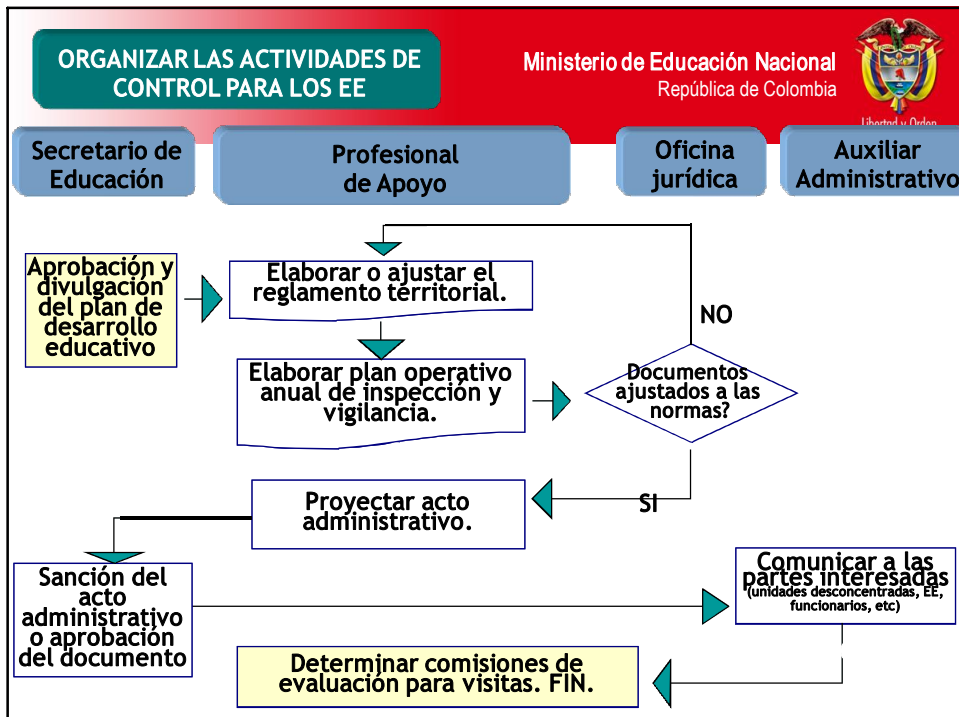 ORGANIZAR LAS ACTIVIDADES DE
CONTROL PARA LOS EE
Ministerio de Educación Nacional
República de Colombia
Libertad y Orden
Secretario de
Educación
Profesional
de Apoyo
Oficina
jurídica
Auxiliar
Administrativo
Aprobación y
divulgación
del plan de
desarrollo
educativo
Elaborar o ajustar el
reglamento territorial.
NO
Elaborar plan operativo
anual de inspección y
vigilancia.
Documentos
ajustados a las
normas?
SI
Proyectar acto
administrativo.
Sanción del
acto
administrativo
o aprobación
del documento
Comunicar a las
partes interesadas
(unidades desconcentradas, EE,
funcionarios, etc)
Determinar comisiones de
evaluación para visitas. FIN.